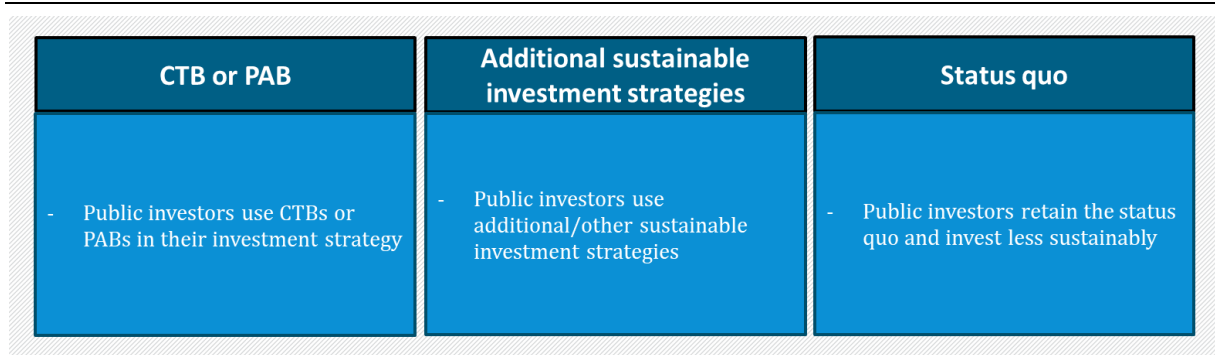 CTB or PAB
- Public investors use CTBs or
PABs in their investment strategy
Additional sustainable
investment strategies
- Public investors use
additional/other sustainable
investment strategies
Status quo
- Public investors retain the status
quo and invest less sustainably